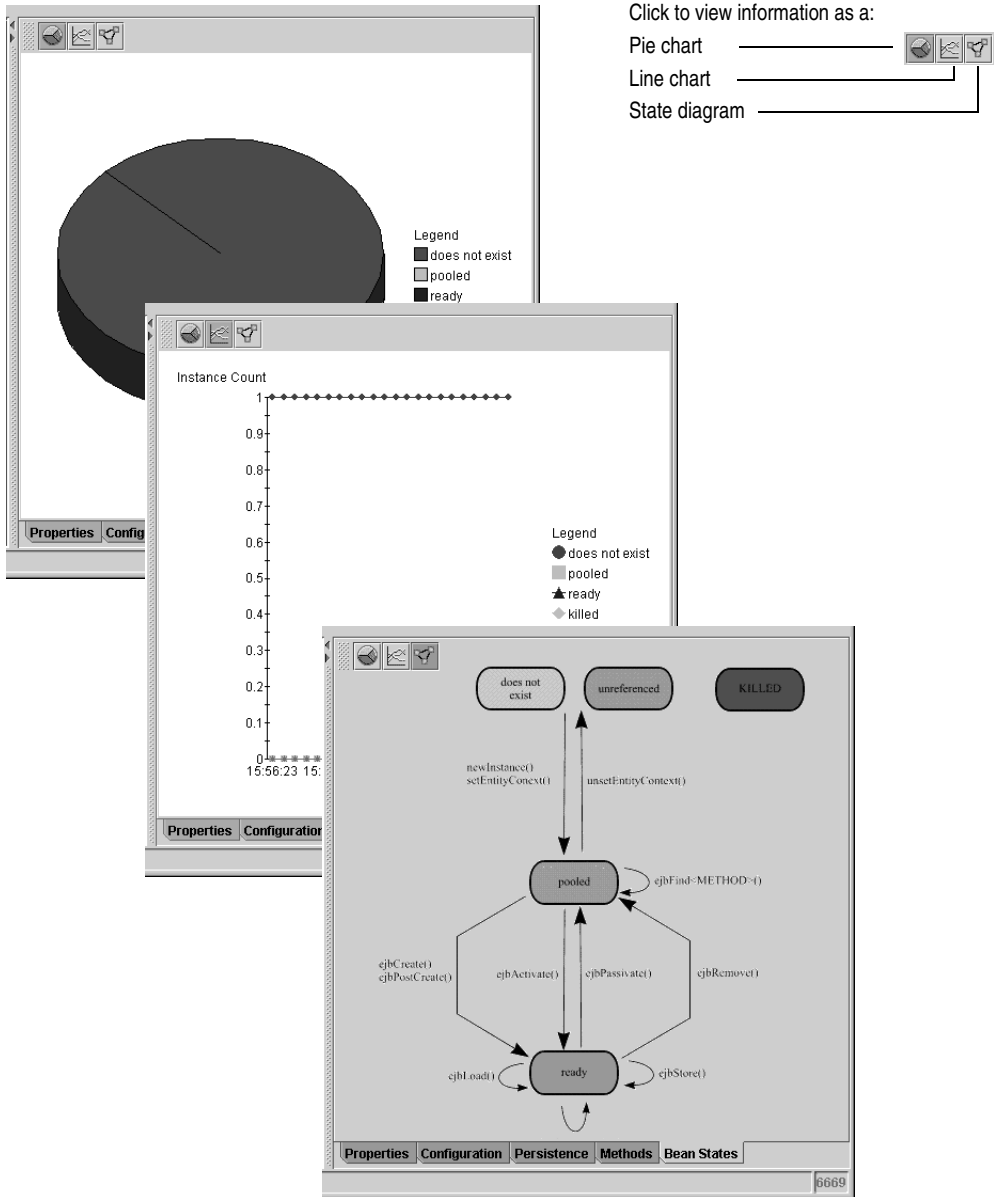 Click to view information as a:
Pie chart
Line chart
State diagram
Legend
does not exist
pooled
ready
Properties Config
Instance Count
1
0.9
0.8
0.7
0.6
0.5
0.4
0.3
0.2
0.1
0
15:56:23 15:
Legend
does not exist
pooled
ready
killed
Properties Configuration
does not
exist
unreferenced
KILLED
newInstance()
setEntityConext()
unsetEntityContext()
pooled
ejbFind<METHOD>()
ejbCreate()
ejbPostCreate()
ejbActivate()
ejbPassivate()
ejbRemove()
ejbLoad()
ready
ejbStore()
Properties Configuration Persistence Methods Bean States
6669